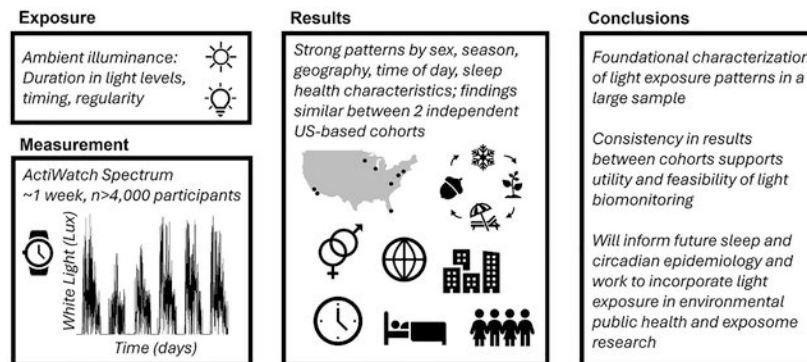 Exposure
Ambient illuminance:
Duration in light levels,
timing, regularity
Measurement
ActiWatch Spectrum
~1 week, n>4,000 participants
White Light (Lux)
Time (days)
Results
Strong patterns by sex, season,
geography, time of day, sleep
health characteristics; findings
similar between 2 independent
US-based cohorts
Conclusions
Foundational characterization
of light exposure patterns in a
large sample
Consistency in results
between cohorts supports
utility and feasibility of light
biomonitoring
Will inform future sleep and
circadian epidemiology and
work to incorporate light
exposure in environmental
public health and exposome
research